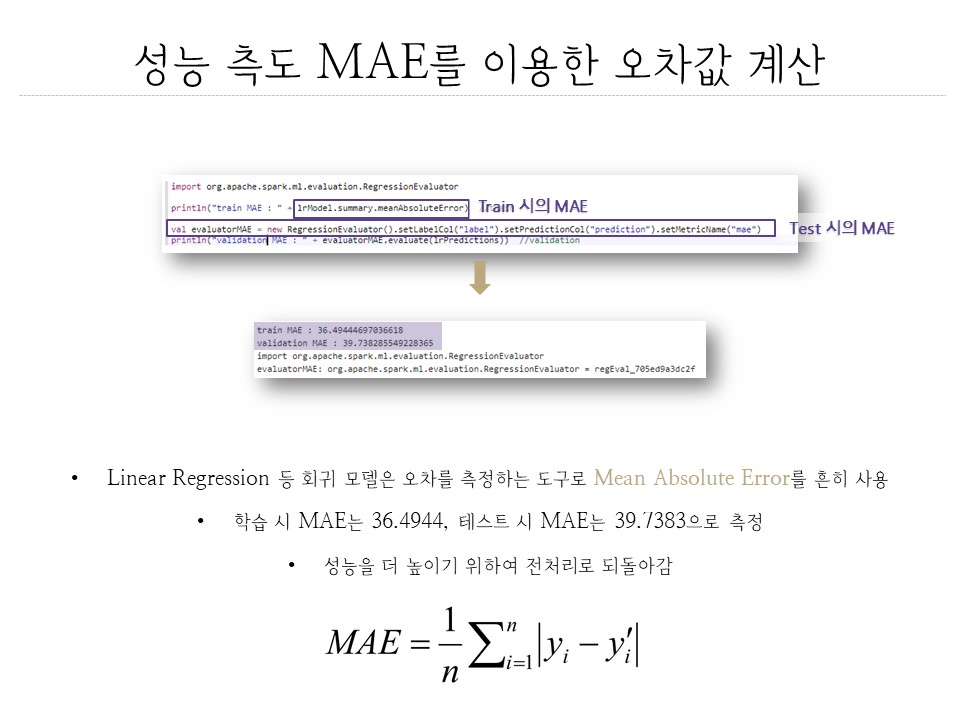 성능 측도 MAE를 이용한 오차값 계산
import org.apache.spark.ml.evaluation.RegressionEvaluator
println("train MAE : " + lrModel.summary.meanAbsoluteError) Train 시의 MAE
val evaluatorMAE = new RegressionEvaluator().setLabelCol("label").setPredictionCol("prediction").setMetricName("mae") Test 시의 MAE
println("validation MAE : " + evaluatorMAE.evaluate(lrPredictions)) //validation
train MAE : 36.49444697036618
validation MAE : 39.738285549228365
import org.apache.spark.ml.evaluation.RegressionEvaluator
evaluatorMAE: org.apache.spark.ml.evaluation.RegressionEvaluator = regEval_705ed9a3dc2f
• Linear Regression 등 회귀 모델은 오차를 측정하는 도구로 Mean Absolute Error를 흔히 사용
• 학습 시 MAE는 36.4944, 테스트 시 MAE는 39.7383으로 측정
• 성능을 더 높이기 위하여 전처리로 되돌아감
MAE = 1/n ∑ⁿᵢ₌₁ |yᵢ − y′ᵢ|